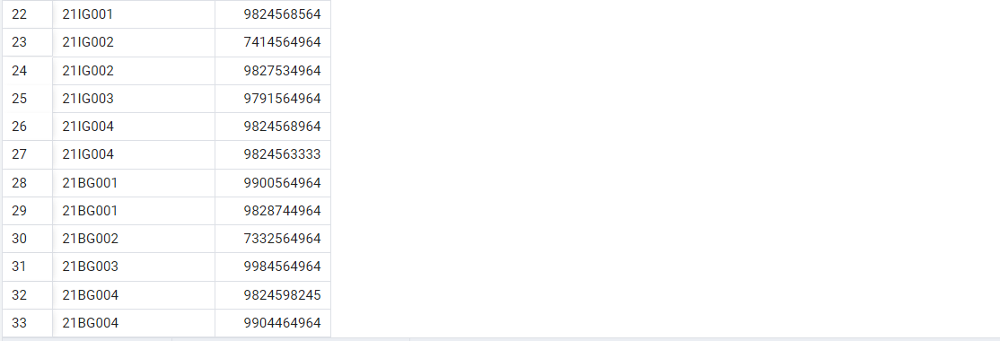 22 21IG001 9824568564
23 21IG002 7414564964
24 21IG002 9827534964
25 21IG003 9791564964
26 21IG004 9824568964
27 21IG004 9824563333
28 21BG001 9900564964
29 21BG001 9828744964
30 21BG002 7332564964
31 21BG003 9984564964
32 21BG004 9824598245
33 21BG004 9904464964